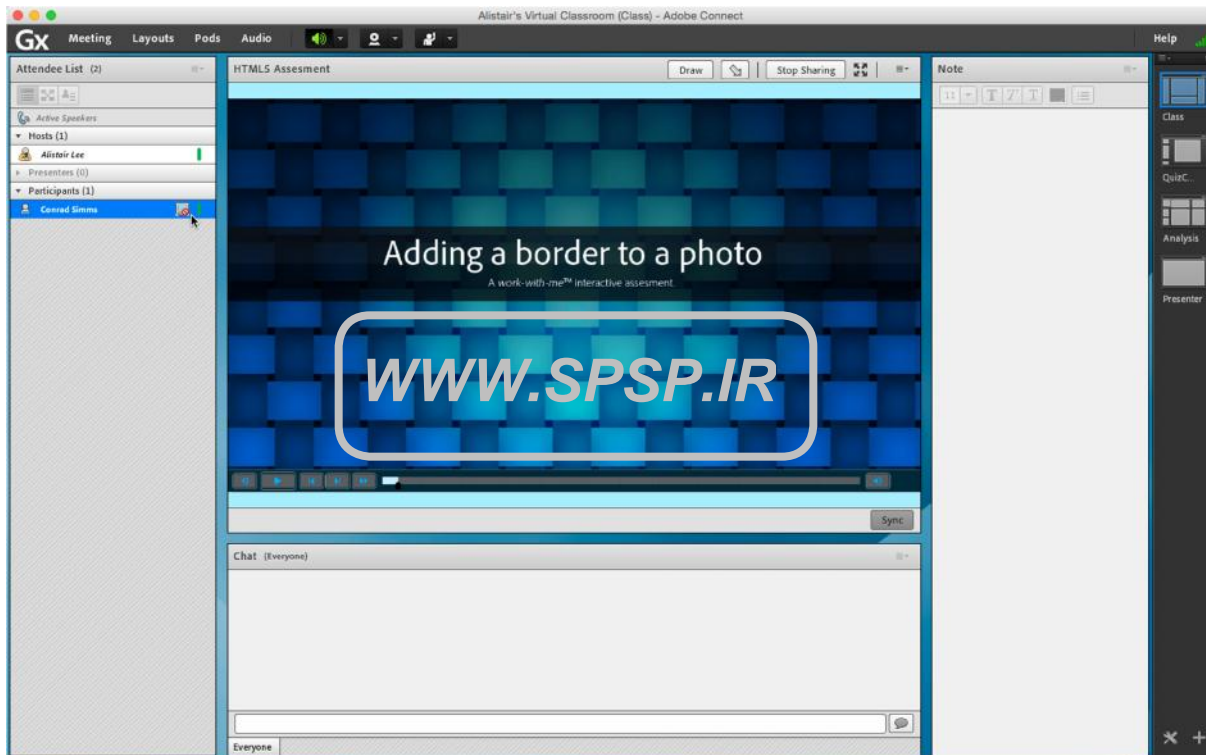 Alistair's Virtual Classroom (Class) - Adobe Connect
Gx Meeting Layouts Pods Audio Help
Attendee List (2)
Active Speakers
Hosts (1)
Alistair Lee
Presenters (0)
Participants (1)
Conrad Simms
HTML5 Assesment Draw Stop Sharing
Adding a border to a photo
A work-with-me™ interactive assesment.
WWW.SPSP.IR
Sync
Chat (Everyone)
Everyone
Note
11 T T T
Class
QuizC...
Analysis
Presenter